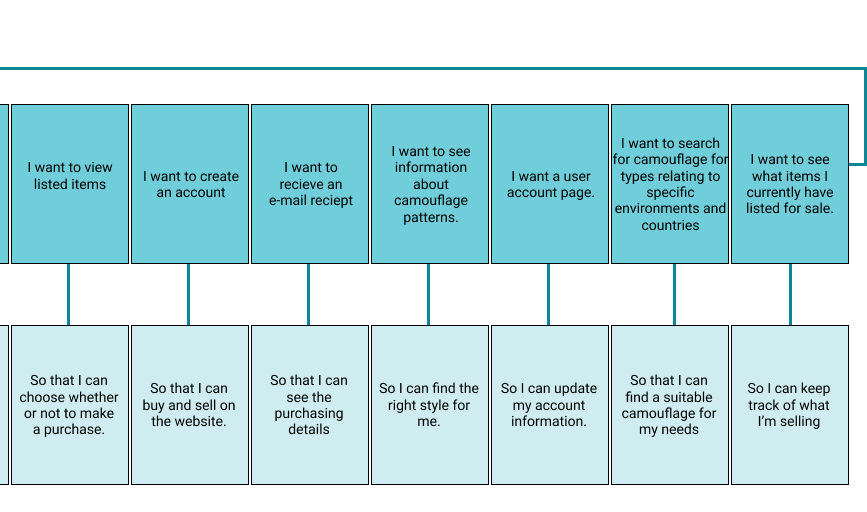 I want to view
listed items
I want to create
an account
I want to
recieve an
e-mail reciept
I want to see
information
about
camouflage
patterns.
I want a user
account page.
I want to search
for camouflage for
types relating to
specific
environments and
countries
I want to see
what items I
currently have
listed for sale.
So that I can
choose whether
or not to make
a purchase.
So that I can
buy and sell on
the website.
So that I can
see the
purchasing
details
So I can find the
right style for
me.
So I can update
my account
information.
So that I can
find a suitable
camouflage for
my needs
So I can keep
track of what
I’m selling